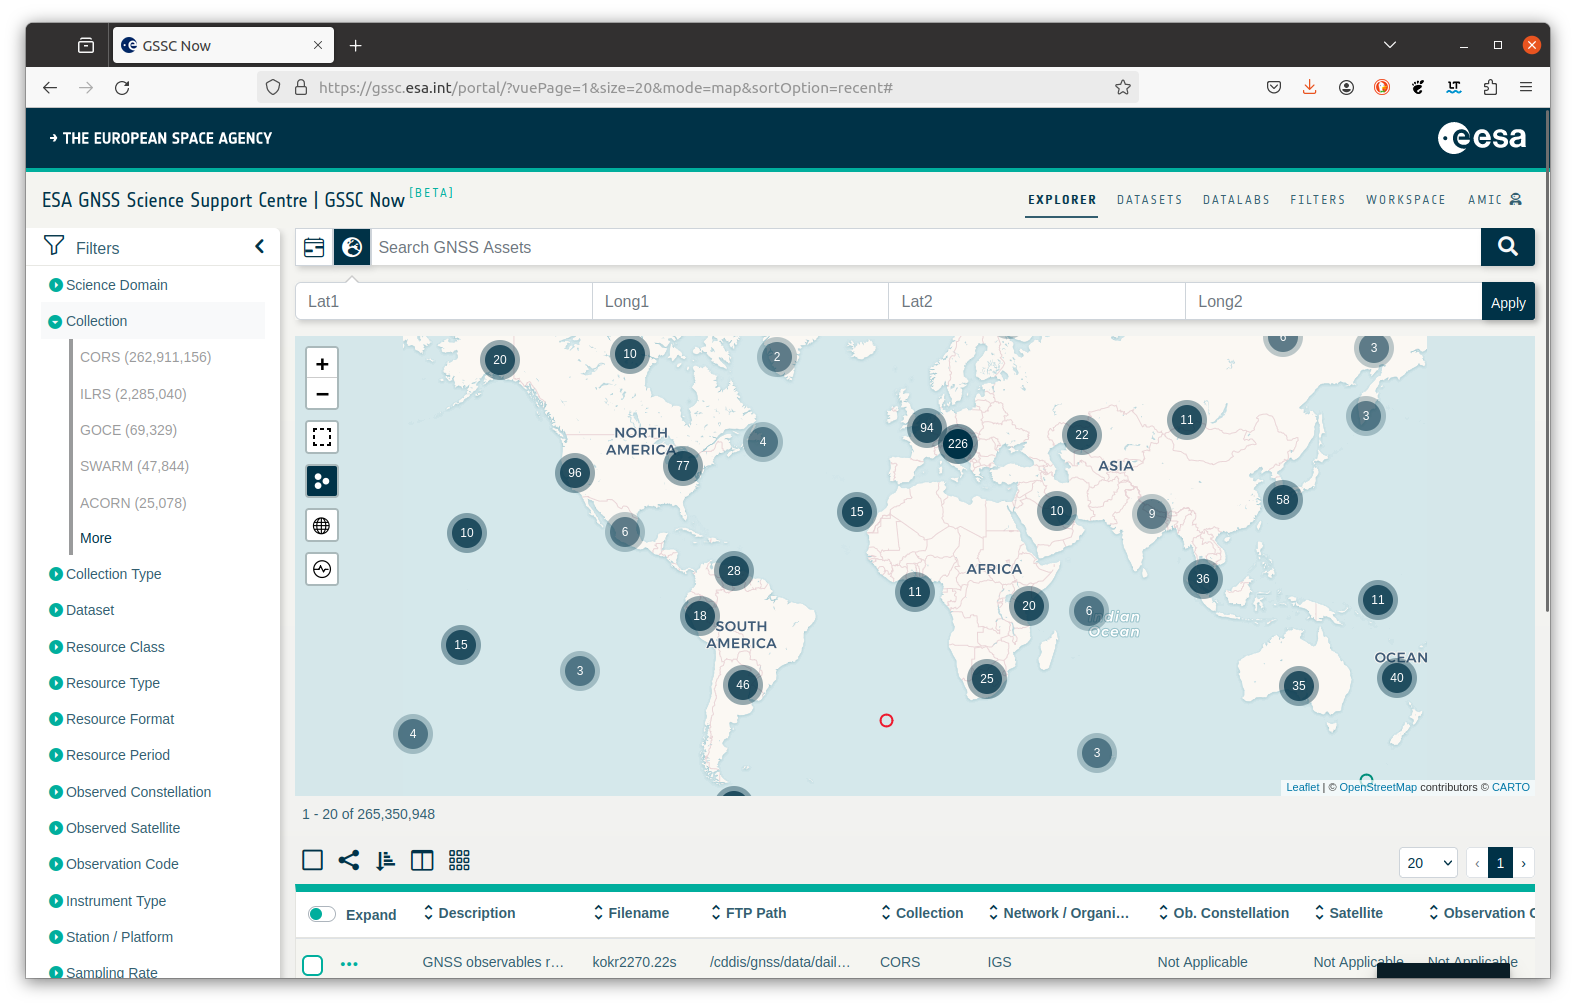 GSSC Now
https://gssc.esa.int/portal/?vuePage=1&size=20&mode=map&sortOption=recent#
LT
THE EUROPEAN SPACE AGENCY
esa
ESA GNSS Science Support Centre | GSSC Now [BETA]
EXPLORER DATASETS DATALABS FILTERS WORKSPACE AMIC
Filters
Search GNSS Assets
Lat1 Long1 Lat2 Long2 Apply
Science Domain
Collection
CORS (262,911,156)
ILRS (2,285,040)
GOCE (69,329)
SWARM (47,844)
ACORN (25,078)
More
Collection Type
Dataset
Resource Class
Resource Type
Resource Format
Resource Period
Observed Constellation
Observed Satellite
Observation Code
Instrument Type
Station / Platform
Sampling Rate
+
−
20 10 2 6 3
3
94 226 22 11
NORTH AMERICA
4
96 77
ASIA
15 10 9 58
10 6
28
AFRICA
36
11 20 6 11
Indian Ocean
18
SOUTH AMERICA
15 3 46 25
OCEAN
35 40
4 3
Leaflet | © OpenStreetMap contributors © CARTO
1 - 20 of 265,350,948
20 ‹ 1 ›
Expand Description Filename FTP Path Collection Network / Organi... Ob. Constellation Satellite Observation C
GNSS observables r... kokr2270.22s /cddis/gnss/data/dail... CORS IGS Not Applicable Not Applicable Not Applicable